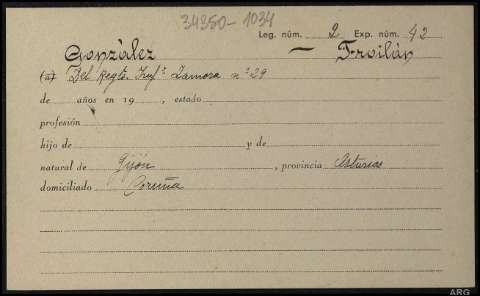 34350-1034
Leg. núm. 2 Exp. núm. 42
González — Froilán
(a) Del Regto. Infª Zamora nº 29
de años en 19 , estado
profesión
hijo de y de
natural de Gijón , provincia Asturias
domiciliado Coruña
ARG